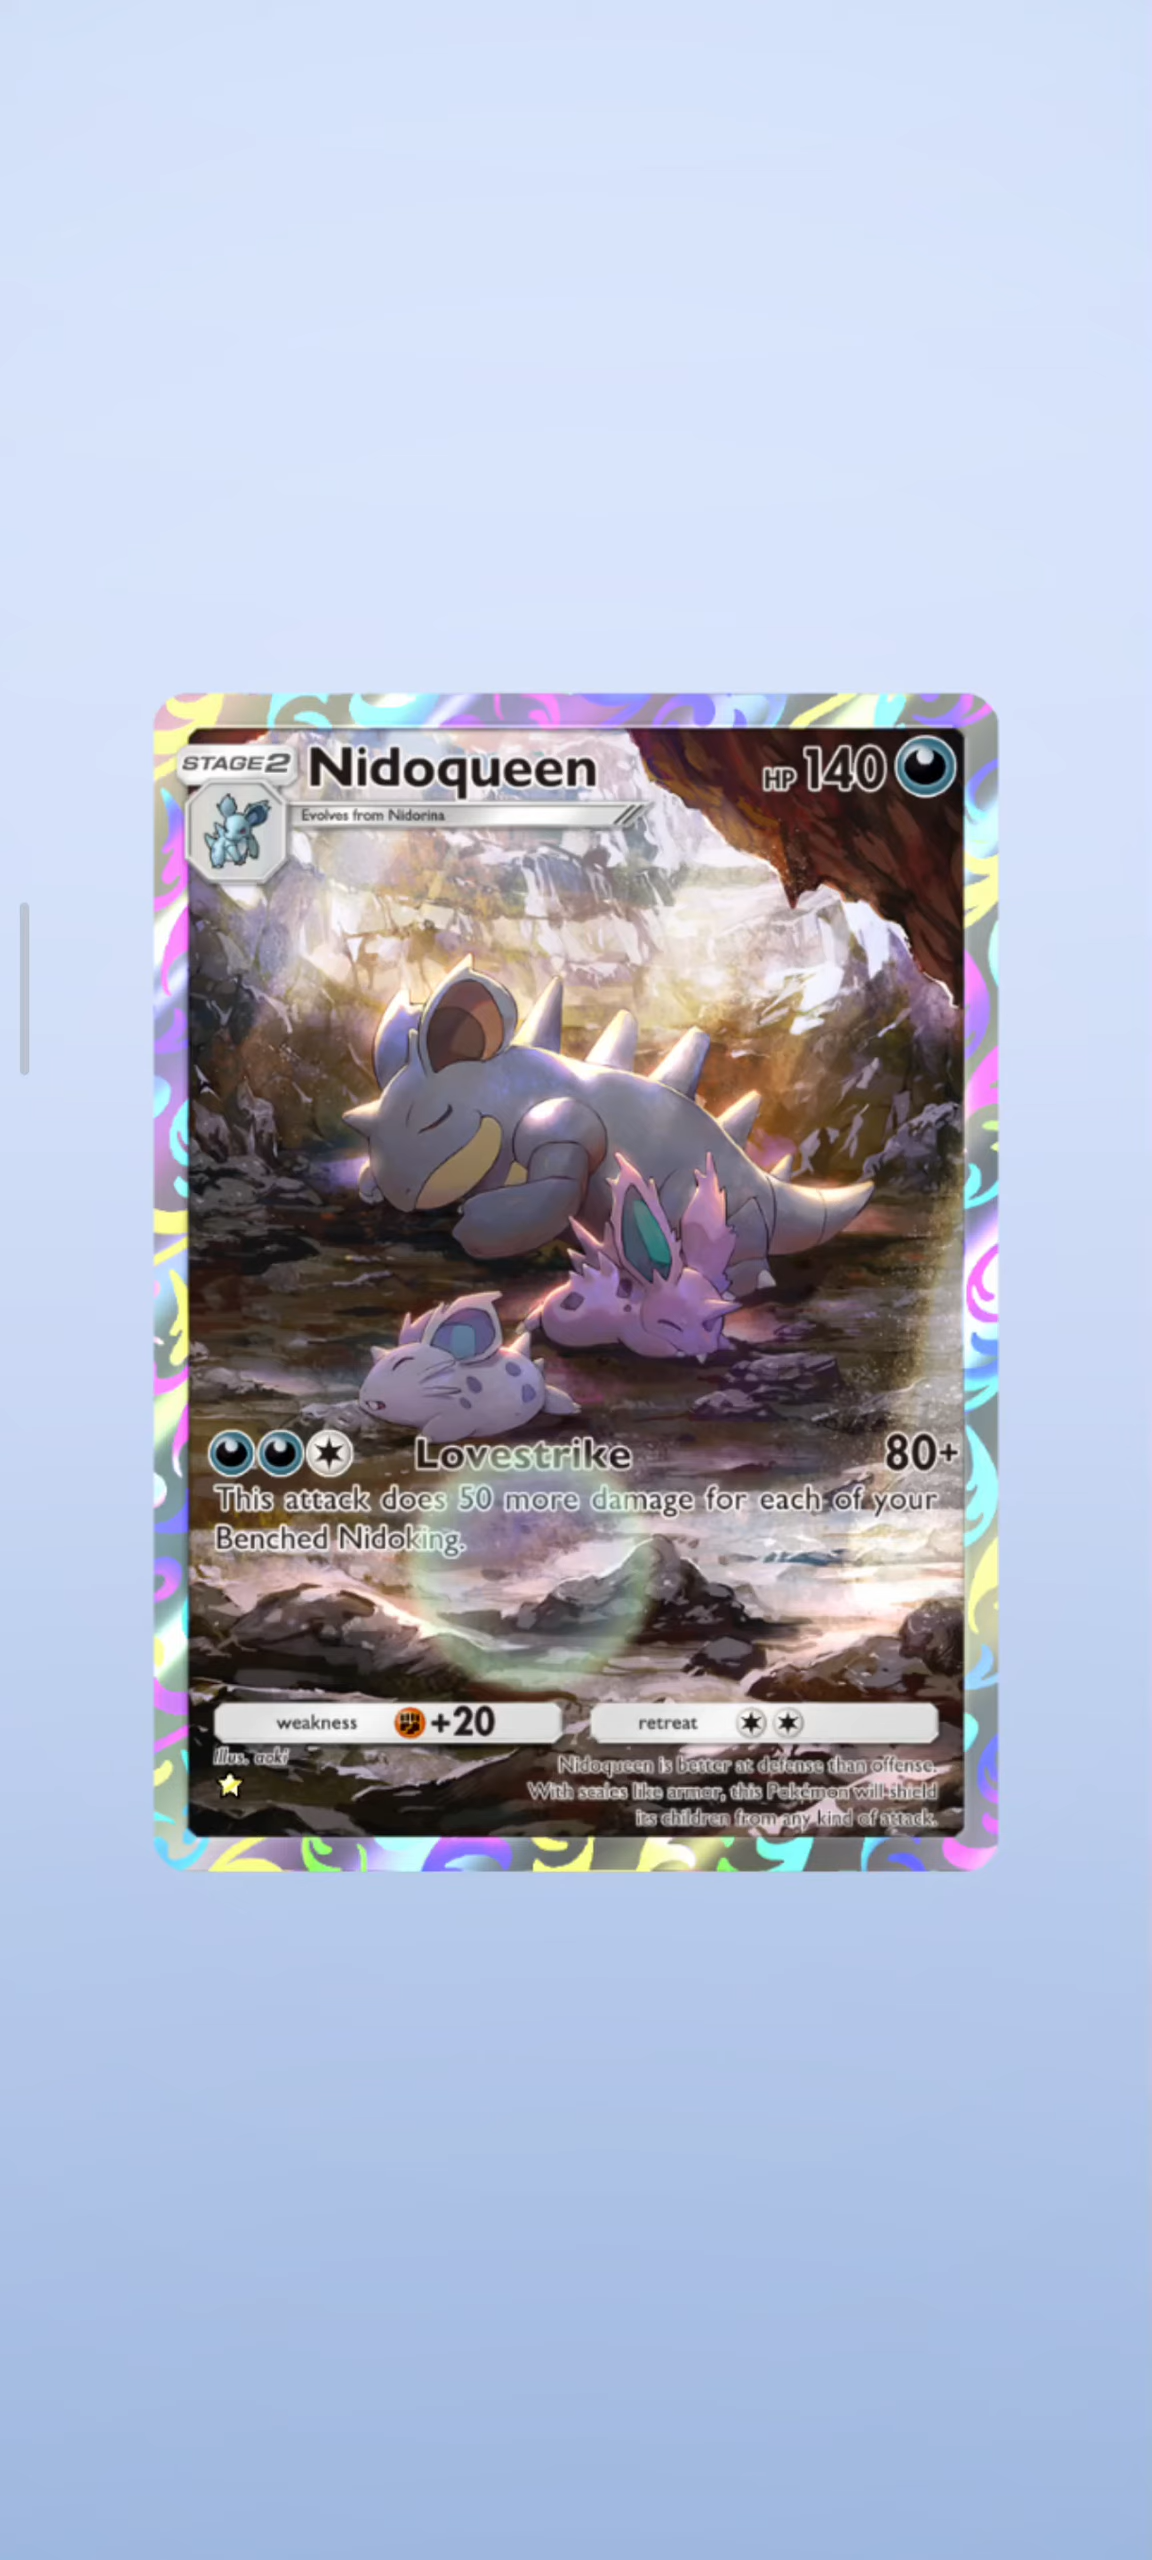 STAGE2 Nidoqueen HP 140
Evolves from Nidorina
Lovestrike 80+
This attack does 50 more damage for each of your
Benched Nidoking.
weakness +20 retreat
Illus. aoki
Nidoqueen is better at defense than offense.
With scales like armor, this Pokémon will shield
its children from any kind of attack.